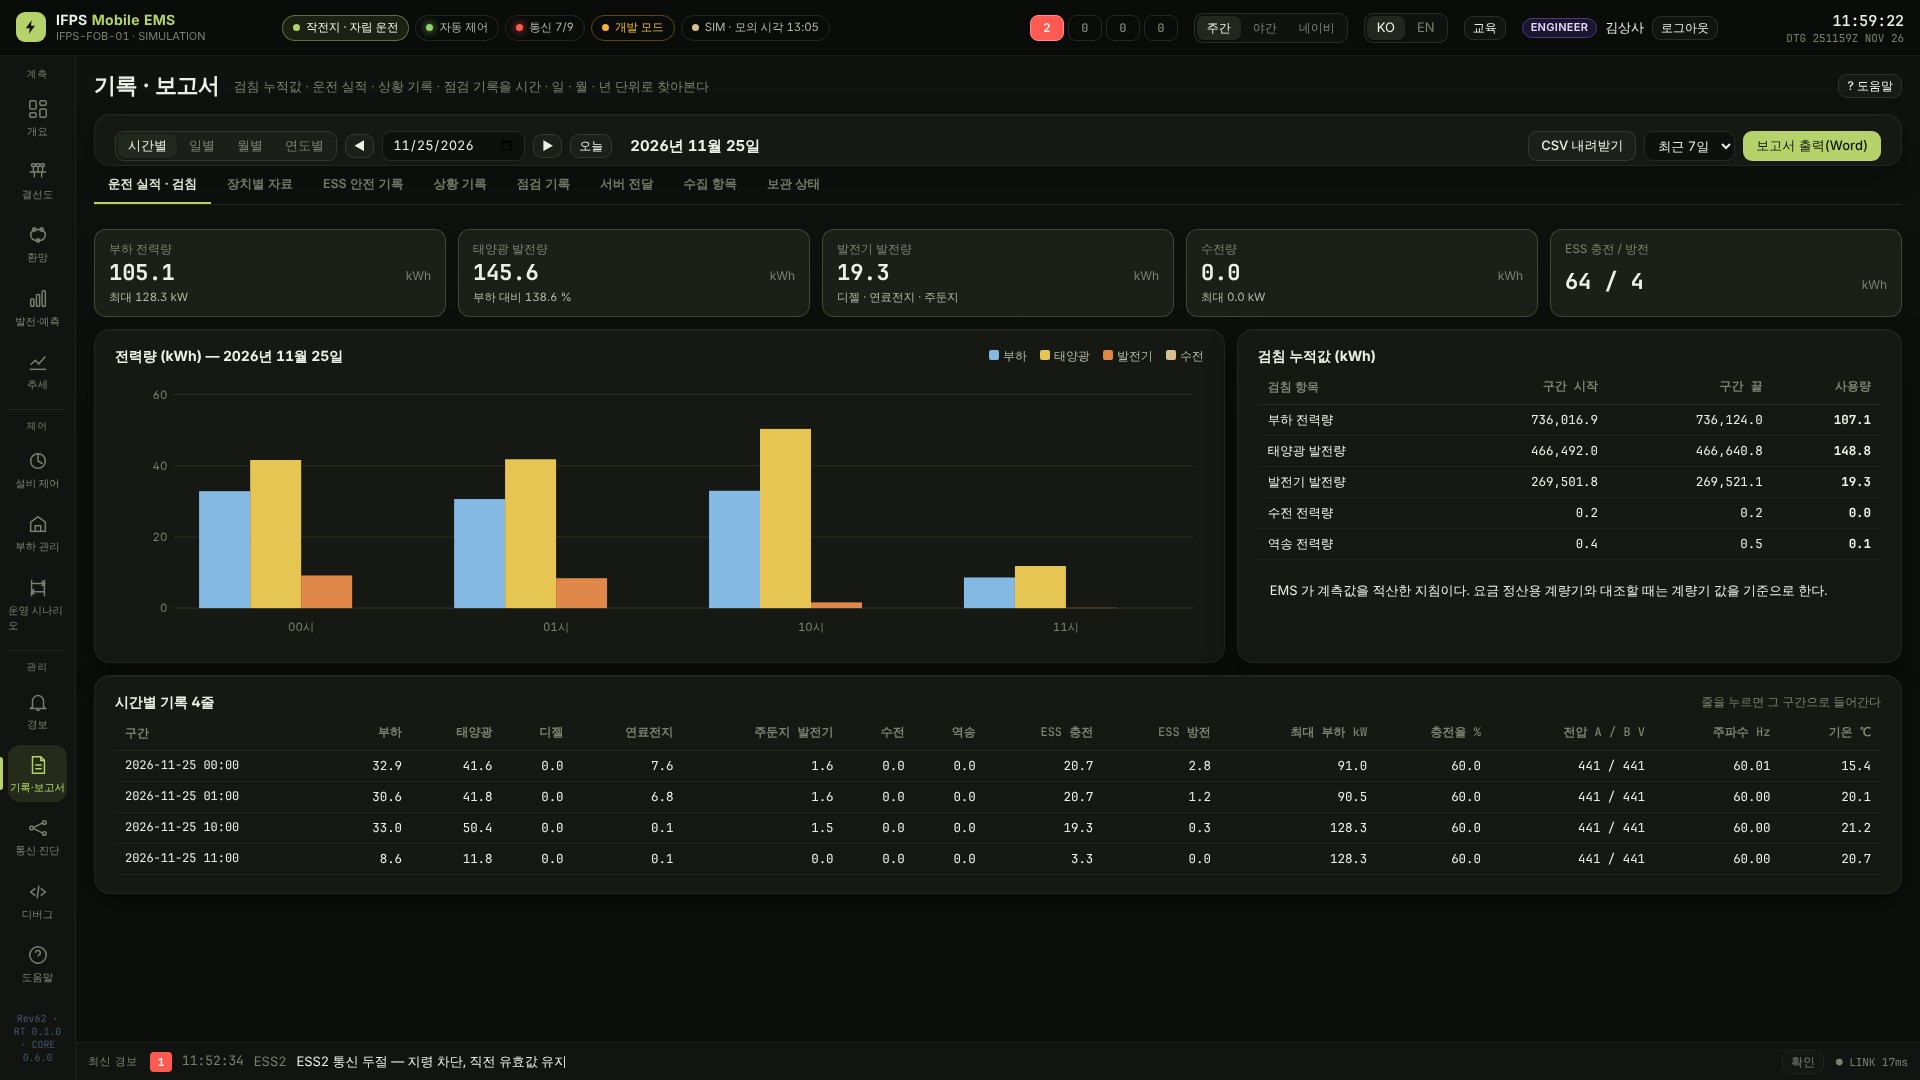 IFPS Mobile EMS
IFPS-FOB-01 · SIMULATION
작전지 · 자립 운전
자동 제어
통신 7/9
개발 모드
SIM · 모의 시각 13:05
2 0 0 0
주간 야간 네이비
KO EN
교육
ENGINEER 김상사 로그아웃
11:59:22
DTG 251159Z NOV 26
계측
개요
결선도
환망
발전·예측
추세
제어
설비 제어
부하 관리
운영 시나리
오
관리
경보
기록·보고서
통신 진단
디버그
도움말
Rev62 ·
RT 0.1.0
· CORE
0.6.0
기록 · 보고서
검침 누적값 · 운전 실적 · 상황 기록 · 점검 기록을 시간 · 일 · 월 · 년 단위로 찾아본다
? 도움말
시간별 일별 월별 연도별 ◀ 11/25/2026 ▶ 오늘 2026년 11월 25일
CSV 내려받기 최근 7일 보고서 출력(Word)
운전 실적 · 검침 장치별 자료 ESS 안전 기록 상황 기록 점검 기록 서버 전달 수집 항목 보관 상태
부하 전력량
105.1 kWh
최대 128.3 kW
태양광 발전량
145.6 kWh
부하 대비 138.6 %
발전기 발전량
19.3 kWh
디젤 · 연료전지 · 주둔지
수전량
0.0 kWh
최대 0.0 kW
ESS 충전 / 방전
64 / 4 kWh
전력량 (kWh) — 2026년 11월 25일
부하 태양광 발전기 수전
60
40
20
0
00시 01시 10시 11시
검침 누적값 (kWh)
검침 항목 구간 시작 구간 끝 사용량
부하 전력량 736,016.9 736,124.0 107.1
태양광 발전량 466,492.0 466,640.8 148.8
발전기 발전량 269,501.8 269,521.1 19.3
수전 전력량 0.2 0.2 0.0
역송 전력량 0.4 0.5 0.1
EMS 가 계측값을 적산한 지침이다. 요금 정산용 계량기와 대조할 때는 계량기 값을 기준으로 한다.
시간별 기록 4줄
줄을 누르면 그 구간으로 들어간다
구간 부하 태양광 디젤 연료전지 주둔지 발전기 수전 역송 ESS 충전 ESS 방전 최대 부하 kW 충전율 % 전압 A / B V 주파수 Hz 기온 ℃
2026-11-25 00:00 32.9 41.6 0.0 7.6 1.6 0.0 0.0 20.7 2.8 91.0 60.0 441 / 441 60.01 15.4
2026-11-25 01:00 30.6 41.8 0.0 6.8 1.6 0.0 0.0 20.7 1.2 90.5 60.0 441 / 441 60.00 20.1
2026-11-25 10:00 33.0 50.4 0.0 0.1 1.5 0.0 0.0 19.3 0.3 128.3 60.0 441 / 441 60.00 21.2
2026-11-25 11:00 8.6 11.8 0.0 0.1 0.0 0.0 0.0 3.3 0.0 128.3 60.0 441 / 441 60.00 20.7
최신 경보 1 11:52:34 ESS2 ESS2 통신 두절 — 지령 차단, 직전 유효값 유지
확인 LINK 17ms